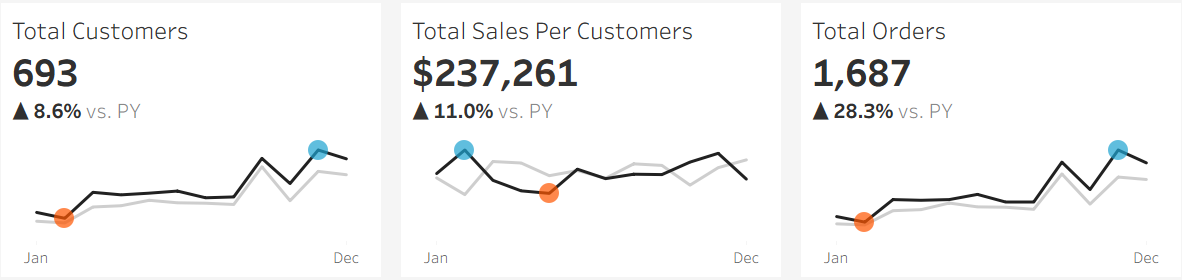 Total Customers
693
▲ 8.6% vs. PY
Jan Dec
Total Sales Per Customers
$237,261
▲ 11.0% vs. PY
Jan Dec
Total Orders
1,687
▲ 28.3% vs. PY
Jan Dec